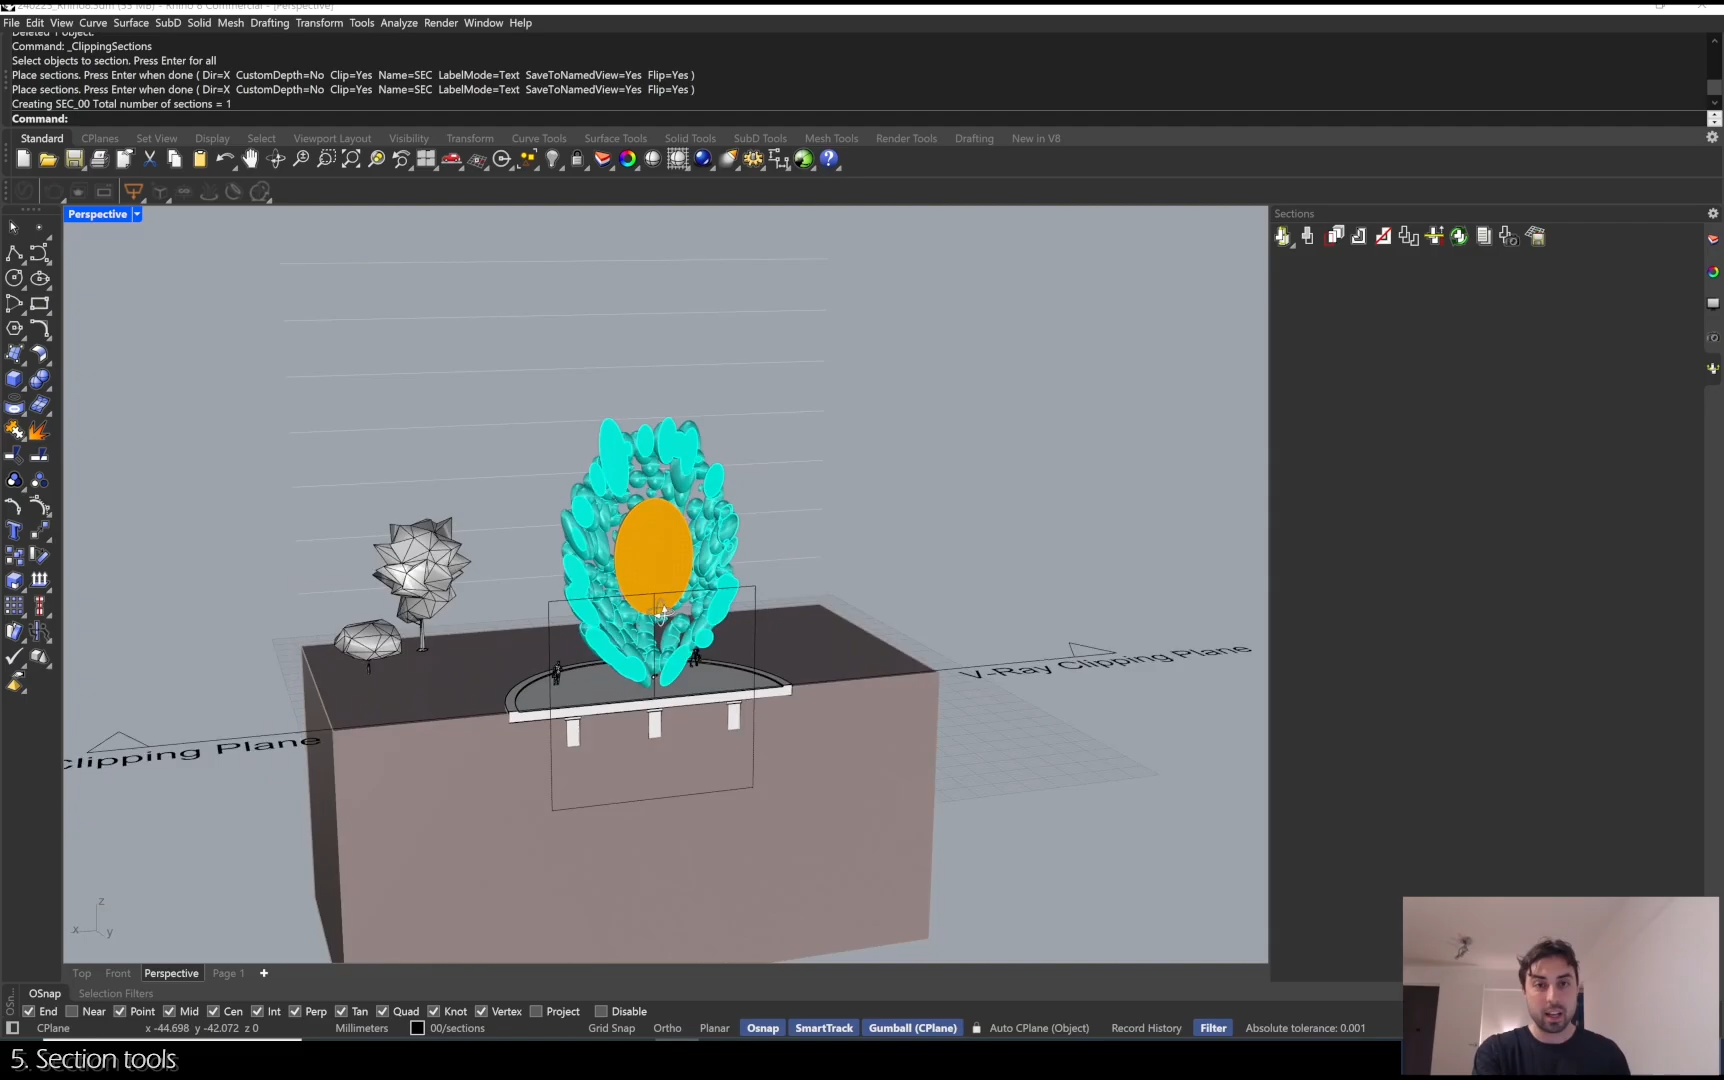 File Edit View Curve Surface SubD Solid Mesh Drafting Transform Tools Analyze Render Window Help
Deleted 1 object.
Command: _ClippingSections
Select objects to section. Press Enter for all
Place sections. Press Enter when done ( Dir=X CustomDepth=No Clip=Yes Name=SEC LabelMode=Text SaveToNamedView=Yes Flip=Yes )
Place sections. Press Enter when done ( Dir=X CustomDepth=No Clip=Yes Name=SEC LabelMode=Text SaveToNamedView=Yes Flip=Yes )
Creating SEC_00 Total number of sections = 1
Command:
Standard CPlanes Set View Display Select Viewport Layout Visibility Transform Curve Tools Surface Tools Solid Tools SubD Tools Mesh Tools Render Tools Drafting New in V8
Perspective
Sections
V-Ray Clipping Plane
Clipping Plane
z
x
y
Top Front Perspective Page 1
OSnap Selection Filters
OSn...
End Near Point Mid Cen Int Perp Tan Quad Knot Vertex Project Disable
CPlane x -44.698 y -42.072 z 0 Millimeters 00/sections Grid Snap Ortho Planar Osnap SmartTrack Gumball (CPlane) Auto CPlane (Object) Record History Filter Absolute tolerance: 0.001
5. Section tools